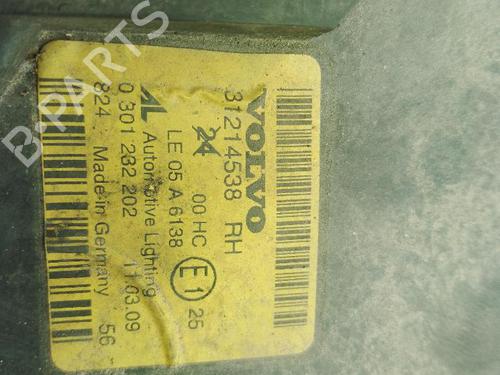 VOLVO
31214538 RH
24 00 HC
LE 05 A 6138 E1 25
AL Automotive Lighting 11.03.09
0 301 232 202
824 Made in Germany 56
B-PARTS